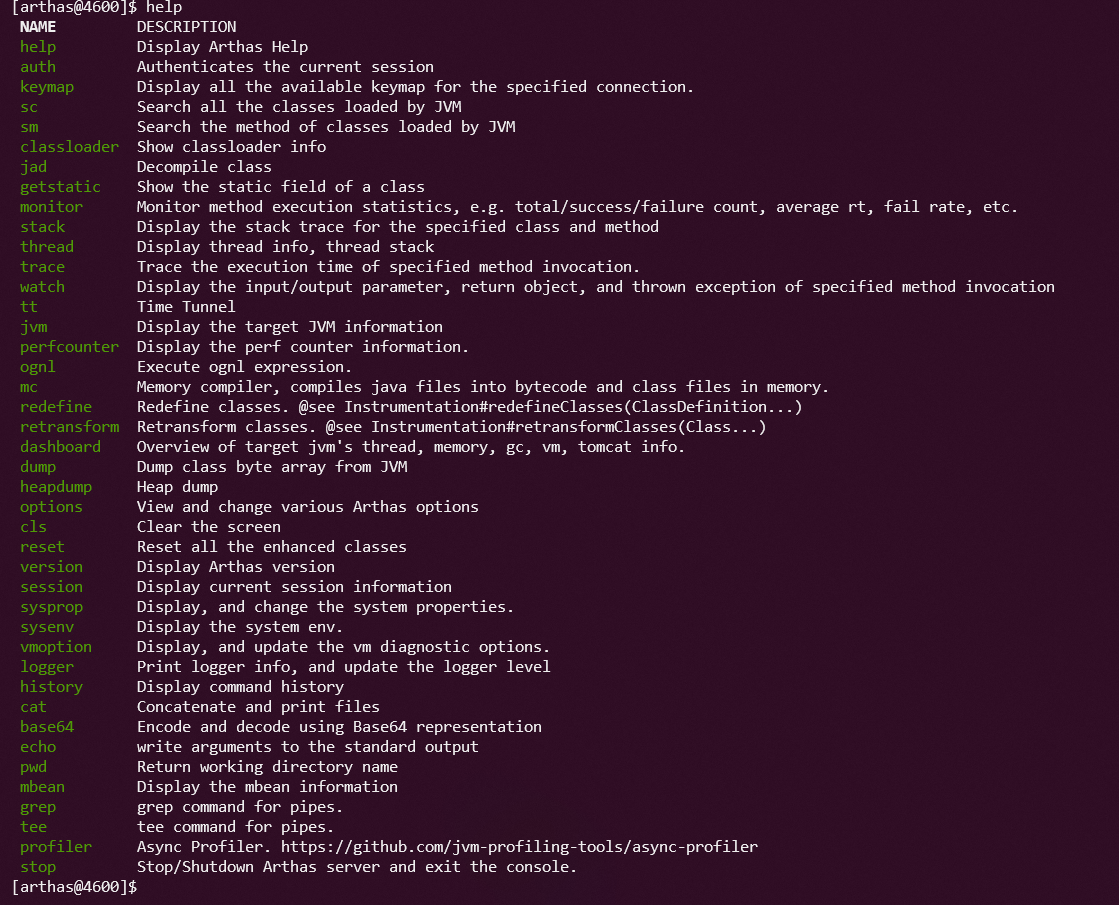 [arthas@4600]$ help
NAME DESCRIPTION
help Display Arthas Help
auth Authenticates the current session
keymap Display all the available keymap for the specified connection.
sc Search all the classes loaded by JVM
sm Search the method of classes loaded by JVM
classloader Show classloader info
jad Decompile class
getstatic Show the static field of a class
monitor Monitor method execution statistics, e.g. total/success/failure count, average rt, fail rate, etc.
stack Display the stack trace for the specified class and method
thread Display thread info, thread stack
trace Trace the execution time of specified method invocation.
watch Display the input/output parameter, return object, and thrown exception of specified method invocation
tt Time Tunnel
jvm Display the target JVM information
perfcounter Display the perf counter information.
ognl Execute ognl expression.
mc Memory compiler, compiles java files into bytecode and class files in memory.
redefine Redefine classes. @see Instrumentation#redefineClasses(ClassDefinition...)
retransform Retransform classes. @see Instrumentation#retransformClasses(Class...)
dashboard Overview of target jvm's thread, memory, gc, vm, tomcat info.
dump Dump class byte array from JVM
heapdump Heap dump
options View and change various Arthas options
cls Clear the screen
reset Reset all the enhanced classes
version Display Arthas version
session Display current session information
sysprop Display, and change the system properties.
sysenv Display the system env.
vmoption Display, and update the vm diagnostic options.
logger Print logger info, and update the logger level
history Display command history
cat Concatenate and print files
base64 Encode and decode using Base64 representation
echo write arguments to the standard output
pwd Return working directory name
mbean Display the mbean information
grep grep command for pipes.
tee tee command for pipes.
profiler Async Profiler. https://github.com/jvm-profiling-tools/async-profiler
stop Stop/Shutdown Arthas server and exit the console.
[arthas@4600]$